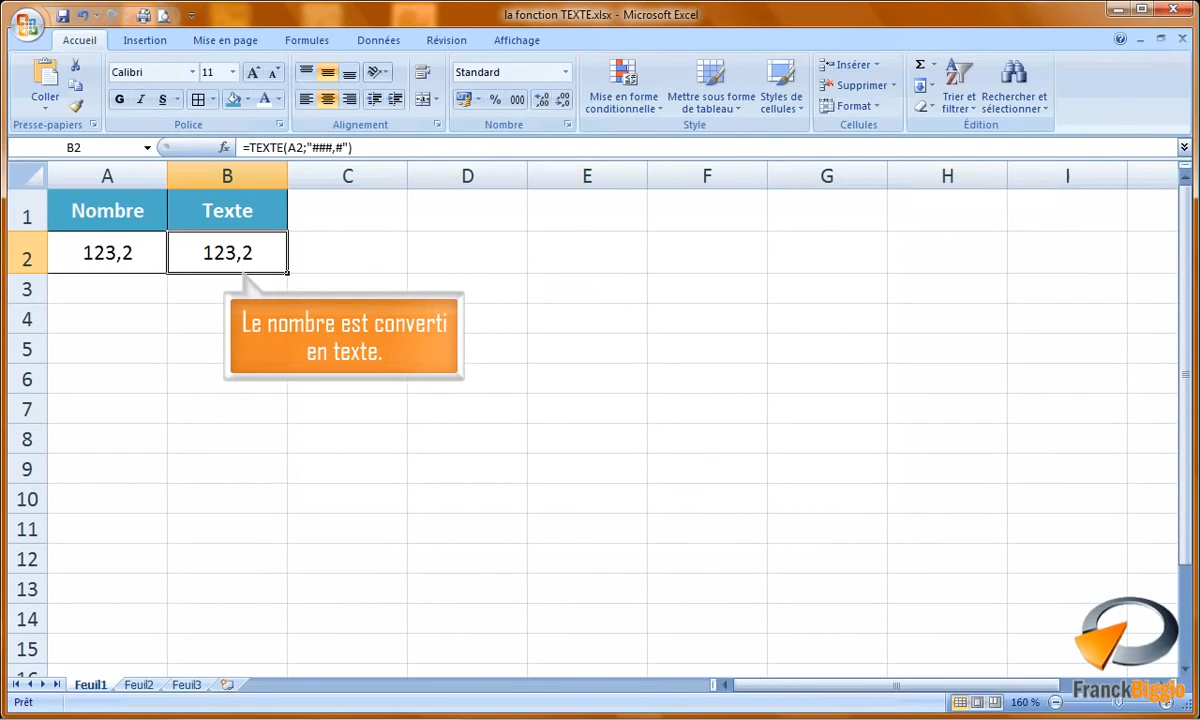 la fonction TEXTE.xlsx - Microsoft Excel
Accueil Insertion Mise en page Formules Données Révision Affichage
Coller
Presse-papiers
Calibri 11
G I S
Police
Alignement
Standard
% 000
Nombre
Mise en forme conditionnelle
Mettre sous forme de tableau
Styles de cellules
Style
Insérer
Supprimer
Format
Cellules
Σ
Trier et filtrer
Rechercher et sélectionner
Édition
B2 fx =TEXTE(A2;"###,#")
A B C D E F G H I
1 Nombre Texte
2 123,2 123,2
3
Le nombre est converti
en texte.
4
5
6
7
8
9
10
11
12
13
14
15
16
FranckBiggio
Feuil1 Feuil2 Feuil3
Prêt 160 %